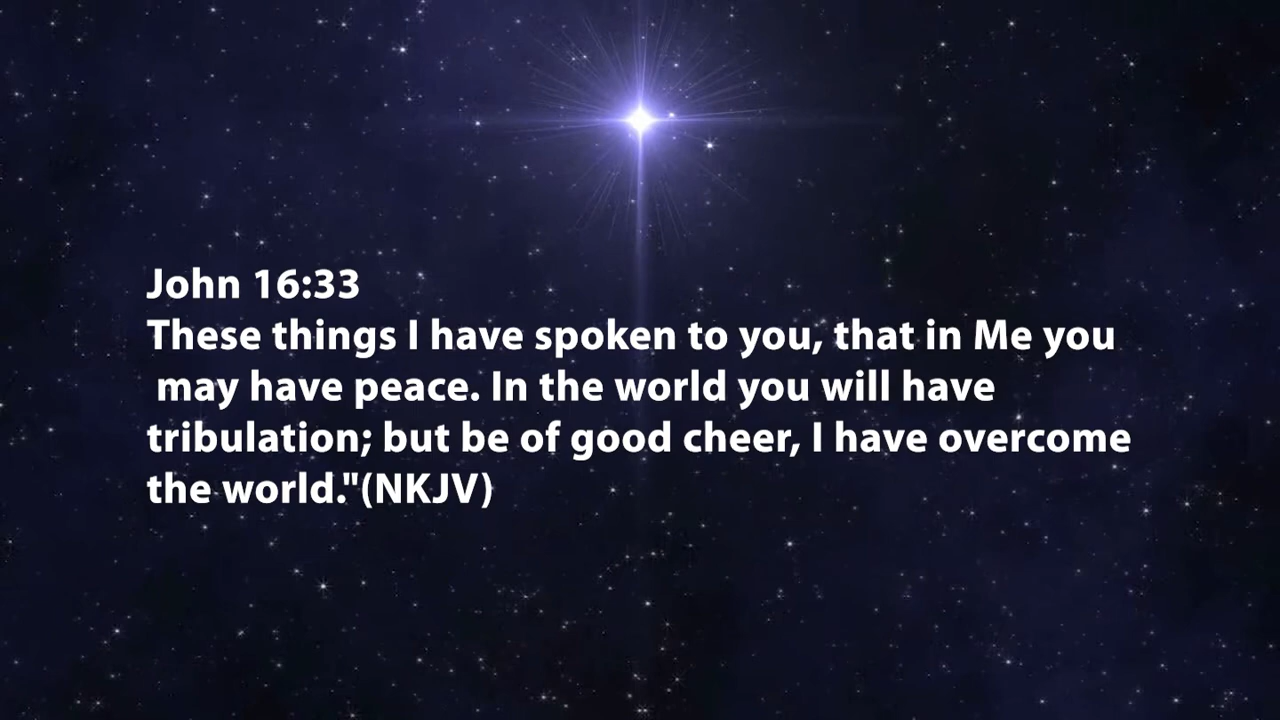 John 16:33
These things I have spoken to you, that in Me you
may have peace. In the world you will have
tribulation; but be of good cheer, I have overcome
the world."(NKJV)